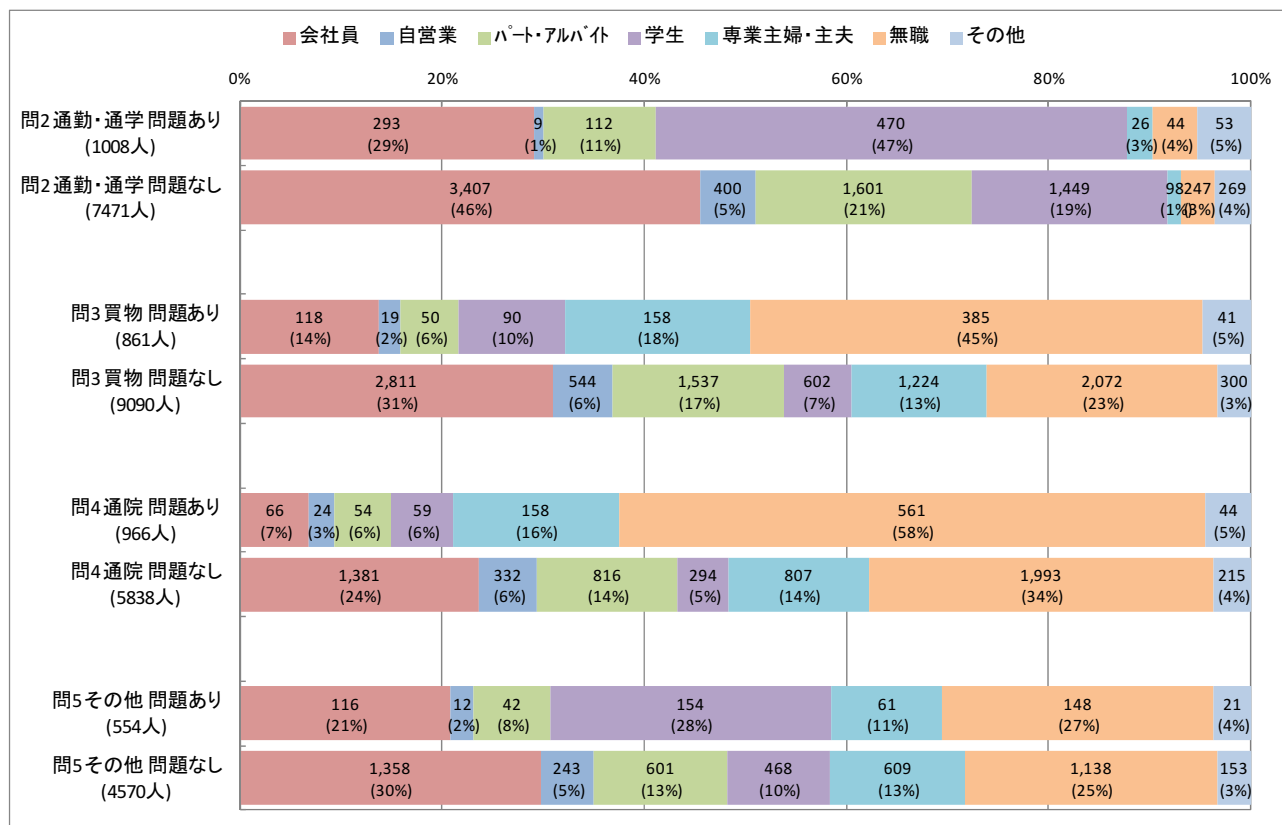 会社員 自営業 ﾊﾟｰﾄ・ｱﾙﾊﾞｲﾄ 学生 専業主婦・主夫 無職 その他
0% 20% 40% 60% 80% 100%
問2 通勤・通学 問題あり
(1008人)
293 9 112 470 26 44 53
(29%) (1%) (11%) (47%) (3%) (4%) (5%)
問2 通勤・通学 問題なし
(7471人)
3,407 400 1,601 1,449 98 247 269
(46%) (5%) (21%) (19%) (1%) (3%) (4%)
問3 買物 問題あり
(861人)
118 19 50 90 158 385 41
(14%) (2%) (6%) (10%) (18%) (45%) (5%)
問3 買物 問題なし
(9090人)
2,811 544 1,537 602 1,224 2,072 300
(31%) (6%) (17%) (7%) (13%) (23%) (3%)
問4 通院 問題あり
(966人)
66 24 54 59 158 561 44
(7%) (3%) (6%) (6%) (16%) (58%) (5%)
問4 通院 問題なし
(5838人)
1,381 332 816 294 807 1,993 215
(24%) (6%) (14%) (5%) (14%) (34%) (4%)
問5 その他 問題あり
(554人)
116 12 42 154 61 148 21
(21%) (2%) (8%) (28%) (11%) (27%) (4%)
問5 その他 問題なし
(4570人)
1,358 243 601 468 609 1,138 153
(30%) (5%) (13%) (10%) (13%) (25%) (3%)